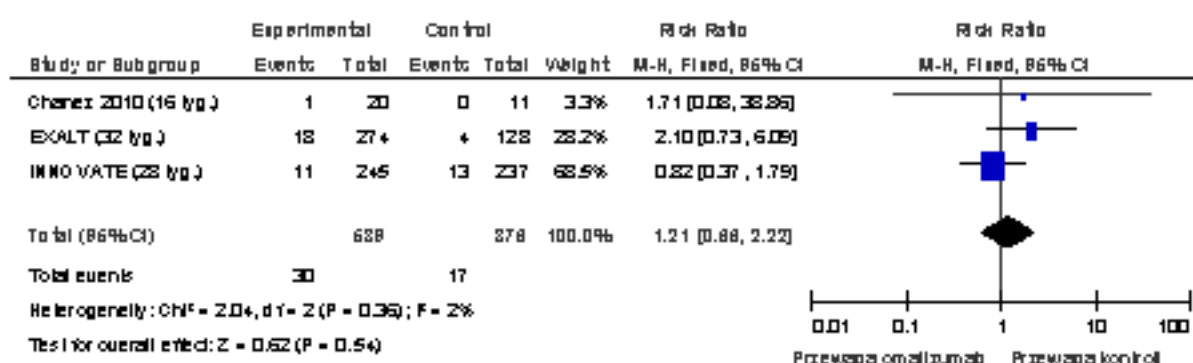 Experimental Control Risk Ratio Risk Ratio
Study or Subgroup Events Total Events Total Weight M-H, Fixed, 95% CI M-H, Fixed, 95% CI
Chanez 2010 (16 tyg.) 1 20 0 11 3.3% 1.71 [0.08, 38.86]
EXALT (32 tyg.) 18 274 4 128 28.2% 2.10 [0.73, 6.09]
INNOVATE (28 tyg.) 11 245 13 237 68.5% 0.82 [0.37, 1.79]
Total (95% CI) 539 376 100.0% 1.21 [0.66, 2.22]
Total events 30 17
Heterogeneity: Chi² = 2.04, df = 2 (P = 0.36); I² = 2%
Test for overall effect: Z = 0.62 (P = 0.54)
0.01 0.1 1 10 100
Przewaga omalizumab Przewaga kontroli